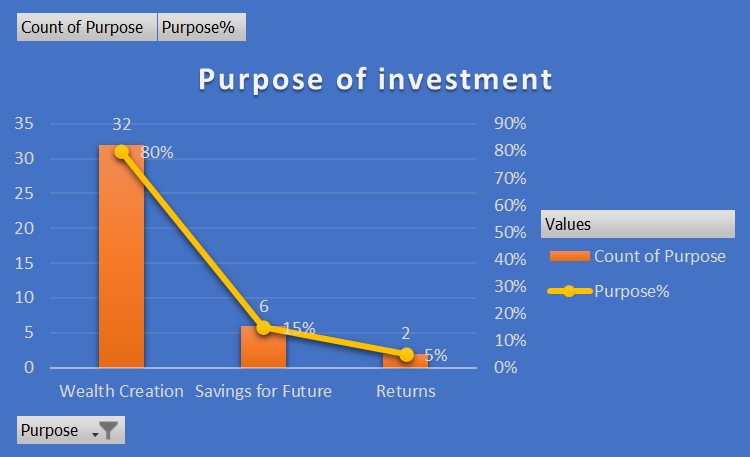 Count of Purpose Purpose%
Purpose of investment
35 32 90%
30 80% 80%
25 70%
20 60%
15 50%
10 6 40%
5 15% 2 30%
0 5% 20%
10%
0%
Values
Count of Purpose
Purpose%
Wealth Creation Savings for Future Returns
Purpose